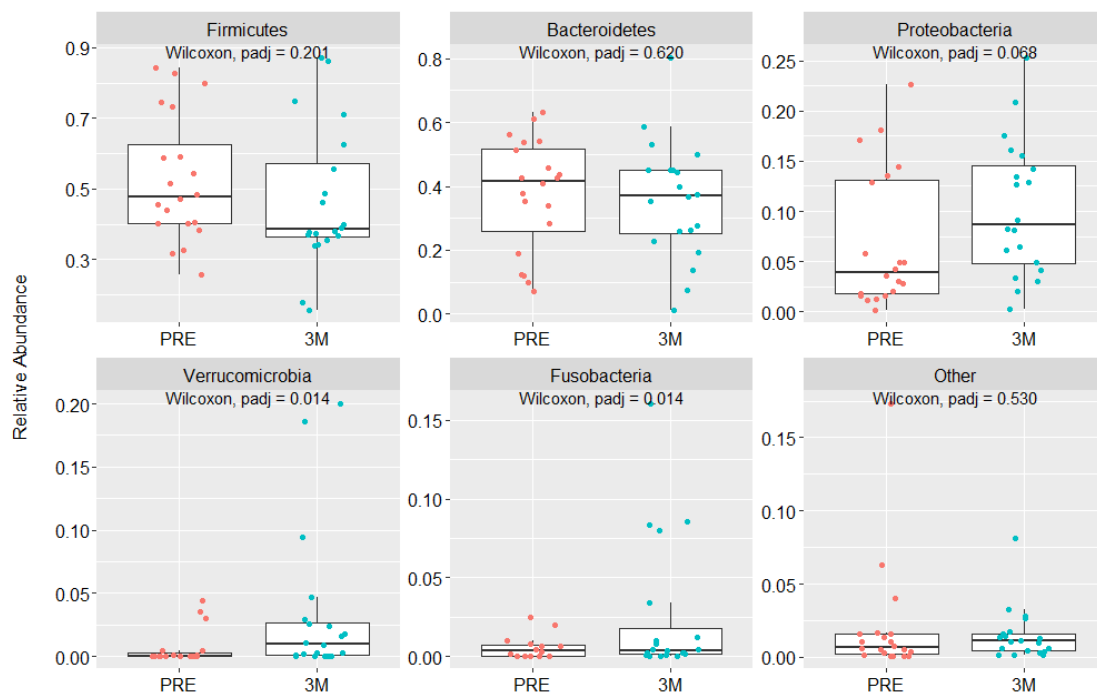 Firmicutes
Bacteroidetes
Proteobacteria
Wilcoxon, padj = 0.201
Wilcoxon, padj = 0.620
Wilcoxon, padj = 0.068
0.9
0.7
0.5
0.3
0.8
0.6
0.4
0.2
0.0
0.25
0.20
0.15
0.10
0.05
0.00
PRE
3M
PRE
3M
PRE
3M
Relative Abundance
Verrucomicrobia
Fusobacteria
Other
Wilcoxon, padj = 0.014
Wilcoxon, padj = 0.014
Wilcoxon, padj = 0.530
0.20
0.15
0.10
0.05
0.00
0.15
0.10
0.05
0.00
0.15
0.10
0.05
0.00
PRE
3M
PRE
3M
PRE
3M